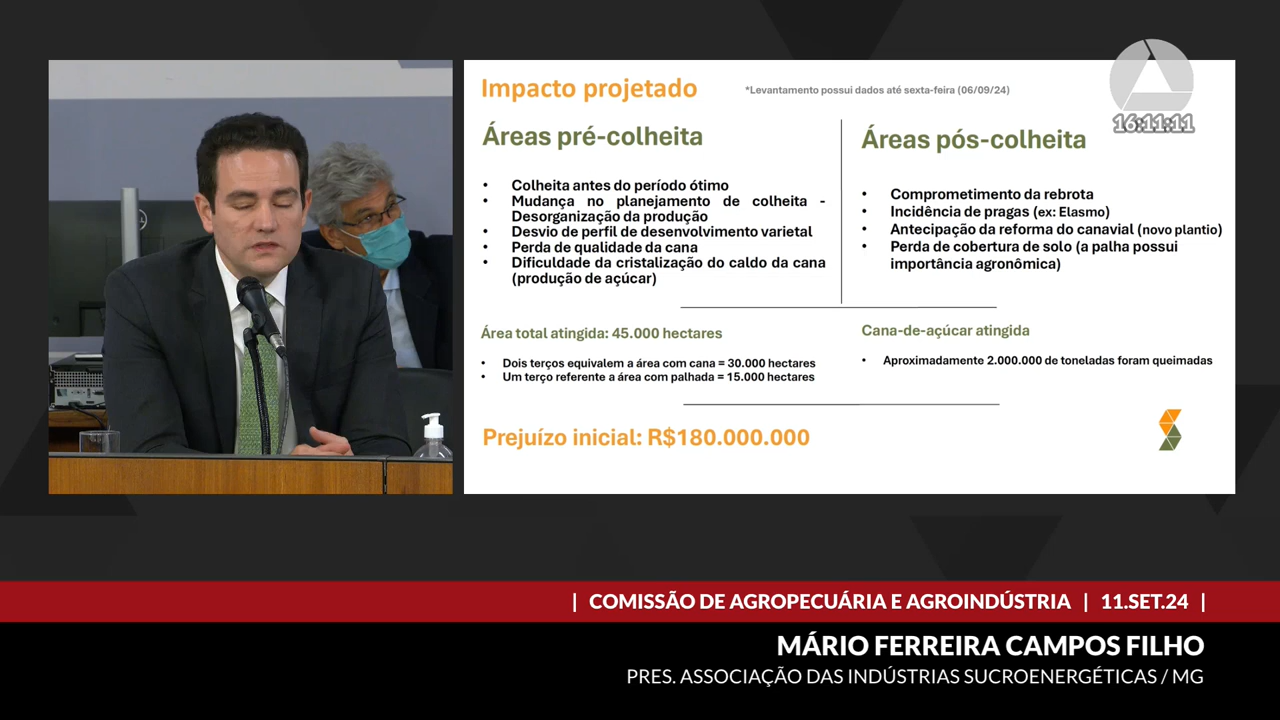 Impacto projetado
*Levantamento possui dados até sexta-feira (06/09/24)
16:11:11
Áreas pré-colheita
• Colheita antes do período ótimo
• Mudança no planejamento de colheita -
Desorganização da produção
• Desvio de perfil de desenvolvimento varietal
• Perda de qualidade da cana
• Dificuldade da cristalização do caldo da cana
(produção de açúcar)
Áreas pós-colheita
• Comprometimento da rebrota
• Incidência de pragas (ex: Elasmo)
• Antecipação da reforma do canavial (novo plantio)
• Perda de cobertura de solo (a palha possui
importância agronômica)
Área total atingida: 45.000 hectares
• Dois terços equivalem a área com cana = 30.000 hectares
• Um terço referente a área com palhada = 15.000 hectares
Cana-de-açúcar atingida
• Aproximadamente 2.000.000 de toneladas foram queimadas
Prejuízo inicial: R$180.000.000
| COMISSÃO DE AGROPECUÁRIA E AGROINDÚSTRIA | 11.SET.24 |
MÁRIO FERREIRA CAMPOS FILHO
PRES. ASSOCIAÇÃO DAS INDÚSTRIAS SUCROENERGÉTICAS / MG